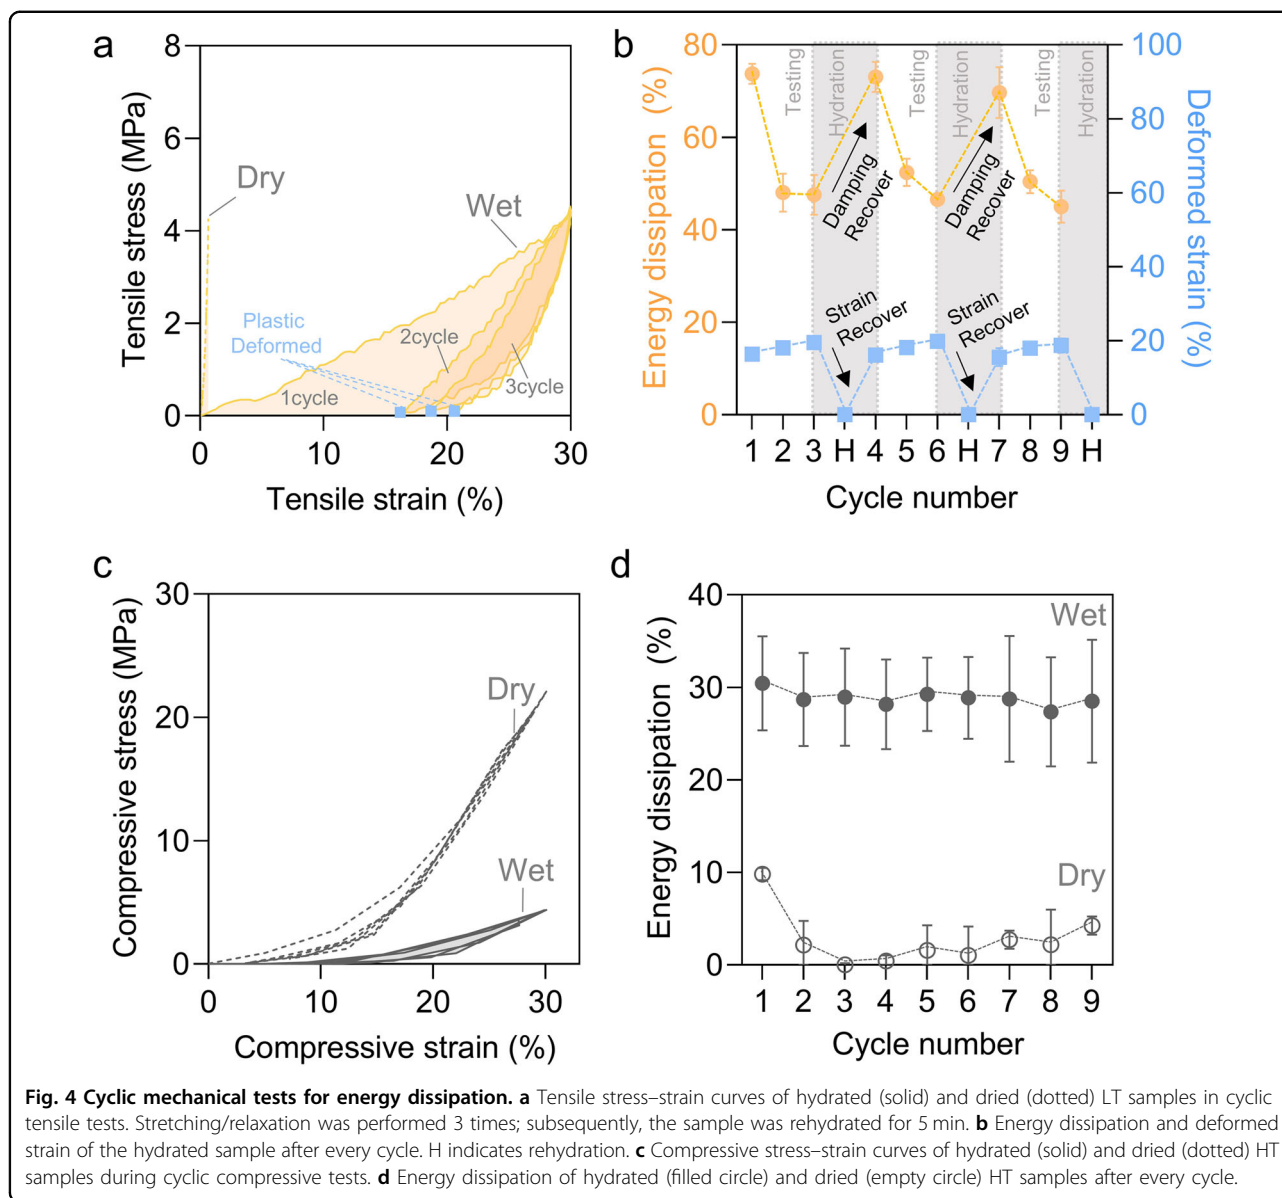 a
8
6
4
2
0
Tensile stress (MPa)
Dry
Wet
Plastic
Deformed
1cycle
2cycle
3cycle
0 10 20 30
Tensile strain (%)
b
80
60
40
20
0
Energy dissipation (%)
Testing
Hydration
Testing
Hydration
Testing
Hydration
Damping
Recover
Damping
Recover
Strain
Recover
Strain
Recover
100
80
60
40
20
0
Deformed strain (%)
1 2 3 H 4 5 6 H 7 8 9 H
Cycle number
c
30
20
10
0
Compressive stress (MPa)
Dry
Wet
0 10 20 30
Compressive strain (%)
d
40
30
20
10
0
Energy dissipation (%)
Wet
Dry
1 2 3 4 5 6 7 8 9
Cycle number
Fig. 4 Cyclic mechanical tests for energy dissipation. a Tensile stress–strain curves of hydrated (solid) and dried (dotted) LT samples in cyclic
tensile tests. Stretching/relaxation was performed 3 times; subsequently, the sample was rehydrated for 5 min. b Energy dissipation and deformed
strain of the hydrated sample after every cycle. H indicates rehydration. c Compressive stress–strain curves of hydrated (solid) and dried (dotted) HT
samples during cyclic compressive tests. d Energy dissipation of hydrated (filled circle) and dried (empty circle) HT samples after every cycle.